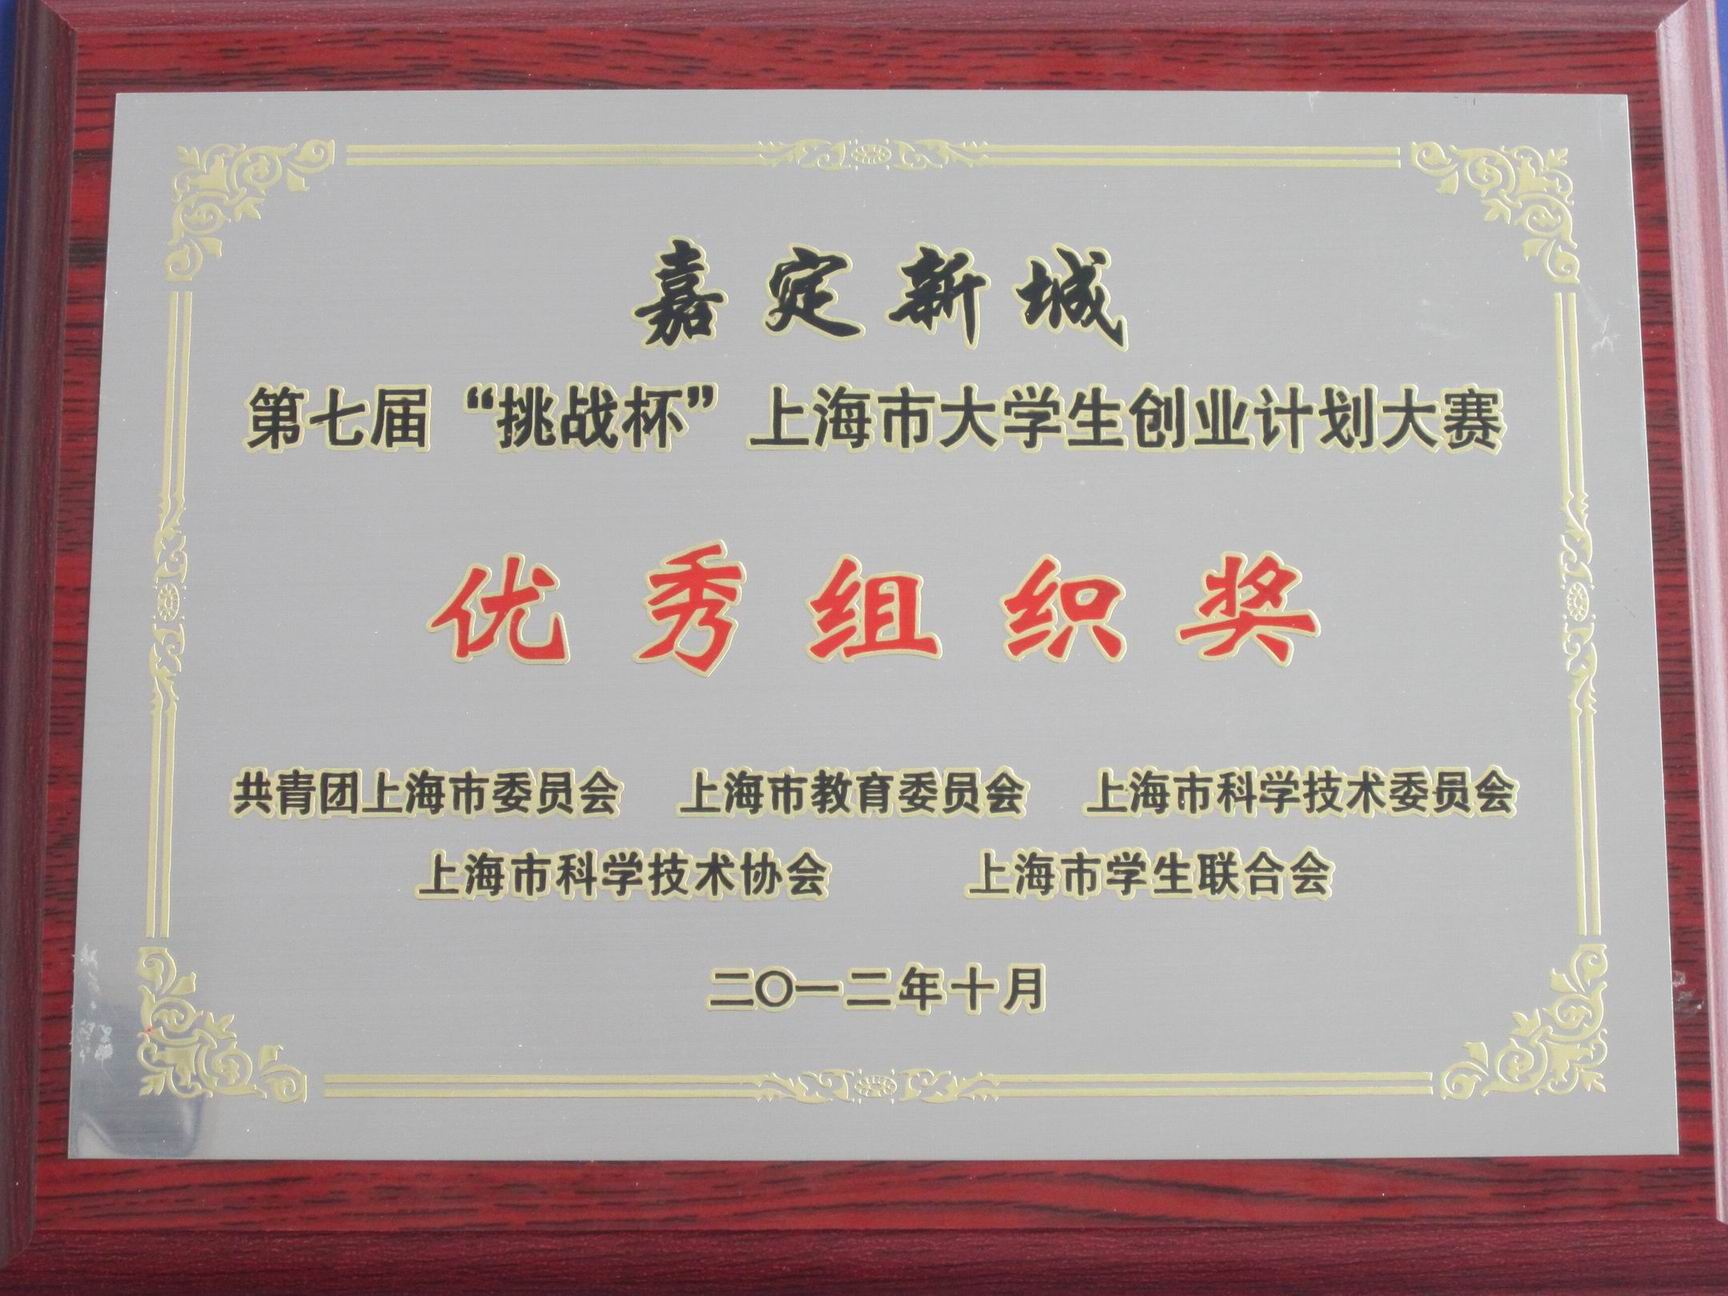 嘉定新城
第七届“挑战杯”上海市大学生创业计划大赛
优秀组织奖
共青团上海市委员会 上海市教育委员会 上海市科学技术委员会
上海市科学技术协会 上海市学生联合会
二〇一二年十月